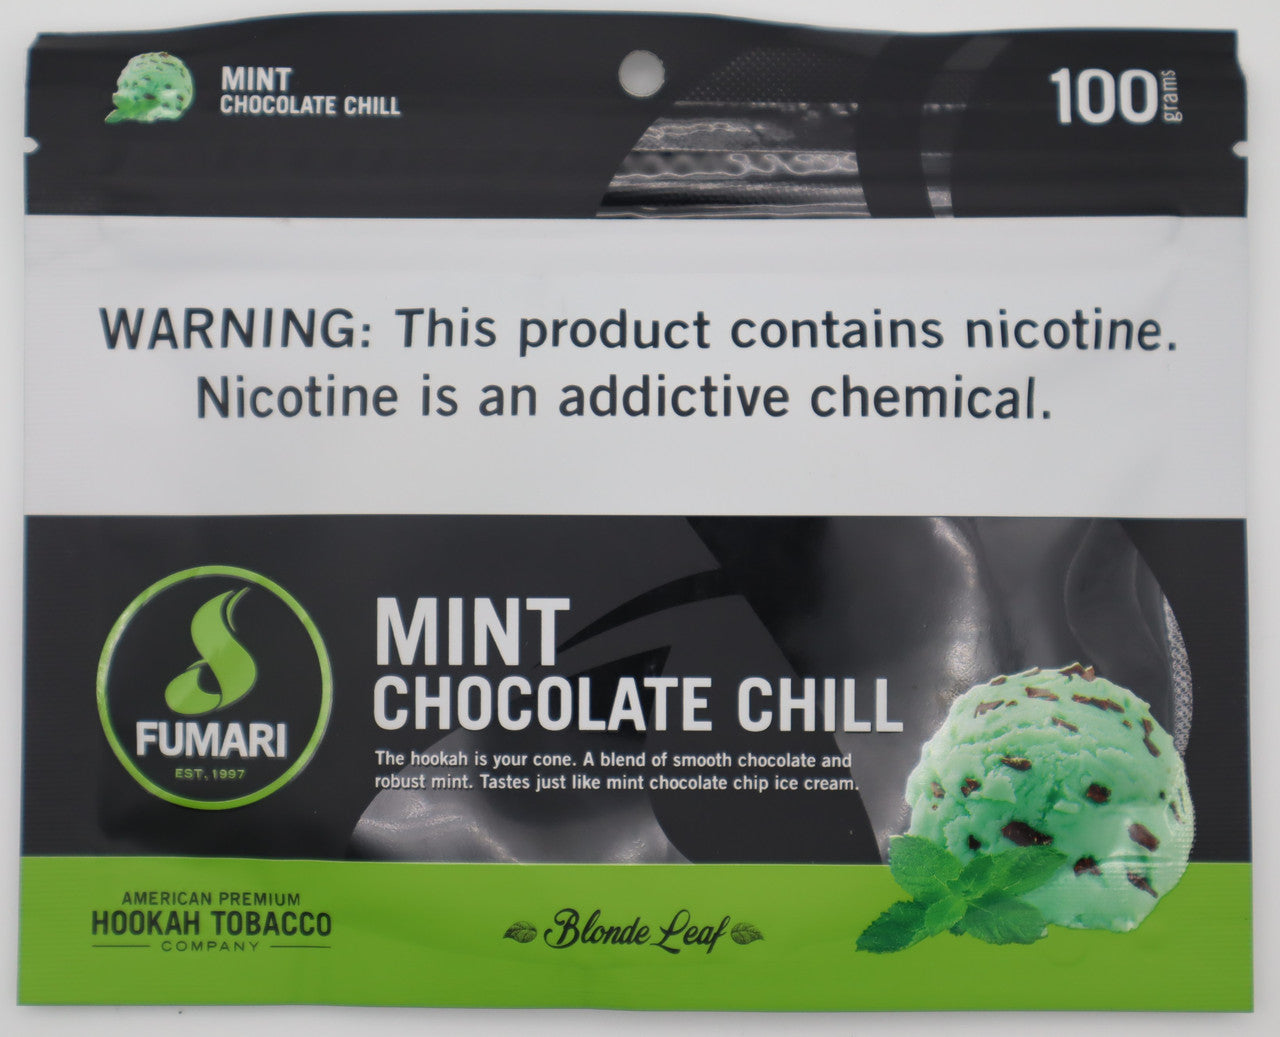 MINT
CHOCOLATE CHILL
100
grams
WARNING: This product contains nicotine.
Nicotine is an addictive chemical.
FUMARI
EST. 1997
MINT
CHOCOLATE CHILL
The hookah is your cone. A blend of smooth chocolate and
robust mint. Tastes just like mint chocolate chip ice cream.
AMERICAN PREMIUM
HOOKAH TOBACCO
COMPANY
Blonde Leaf